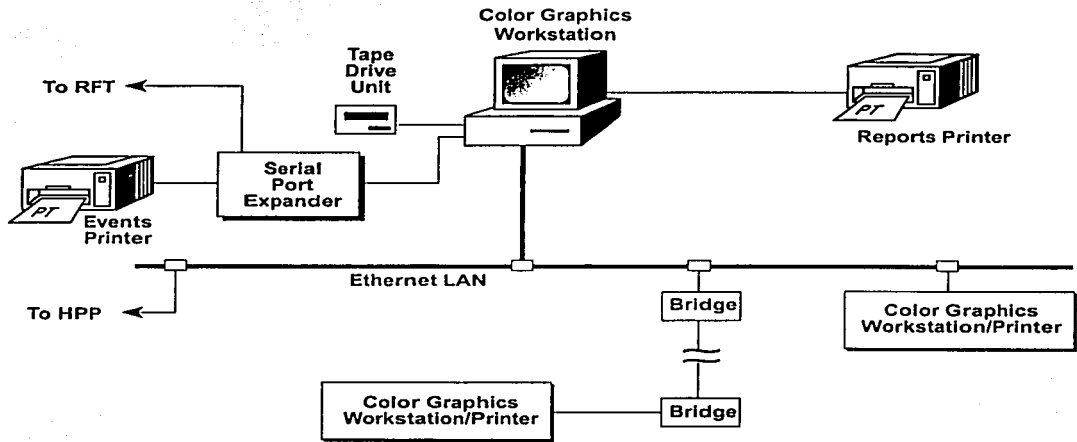 Color Graphics
Workstation
Tape
Drive
Unit
To RFT
PT
Reports Printer
Serial
Port
Expander
PT
Events
Printer
Ethernet LAN
To HPP
Bridge
Color Graphics
Workstation/Printer
Color Graphics
Workstation/Printer
Bridge